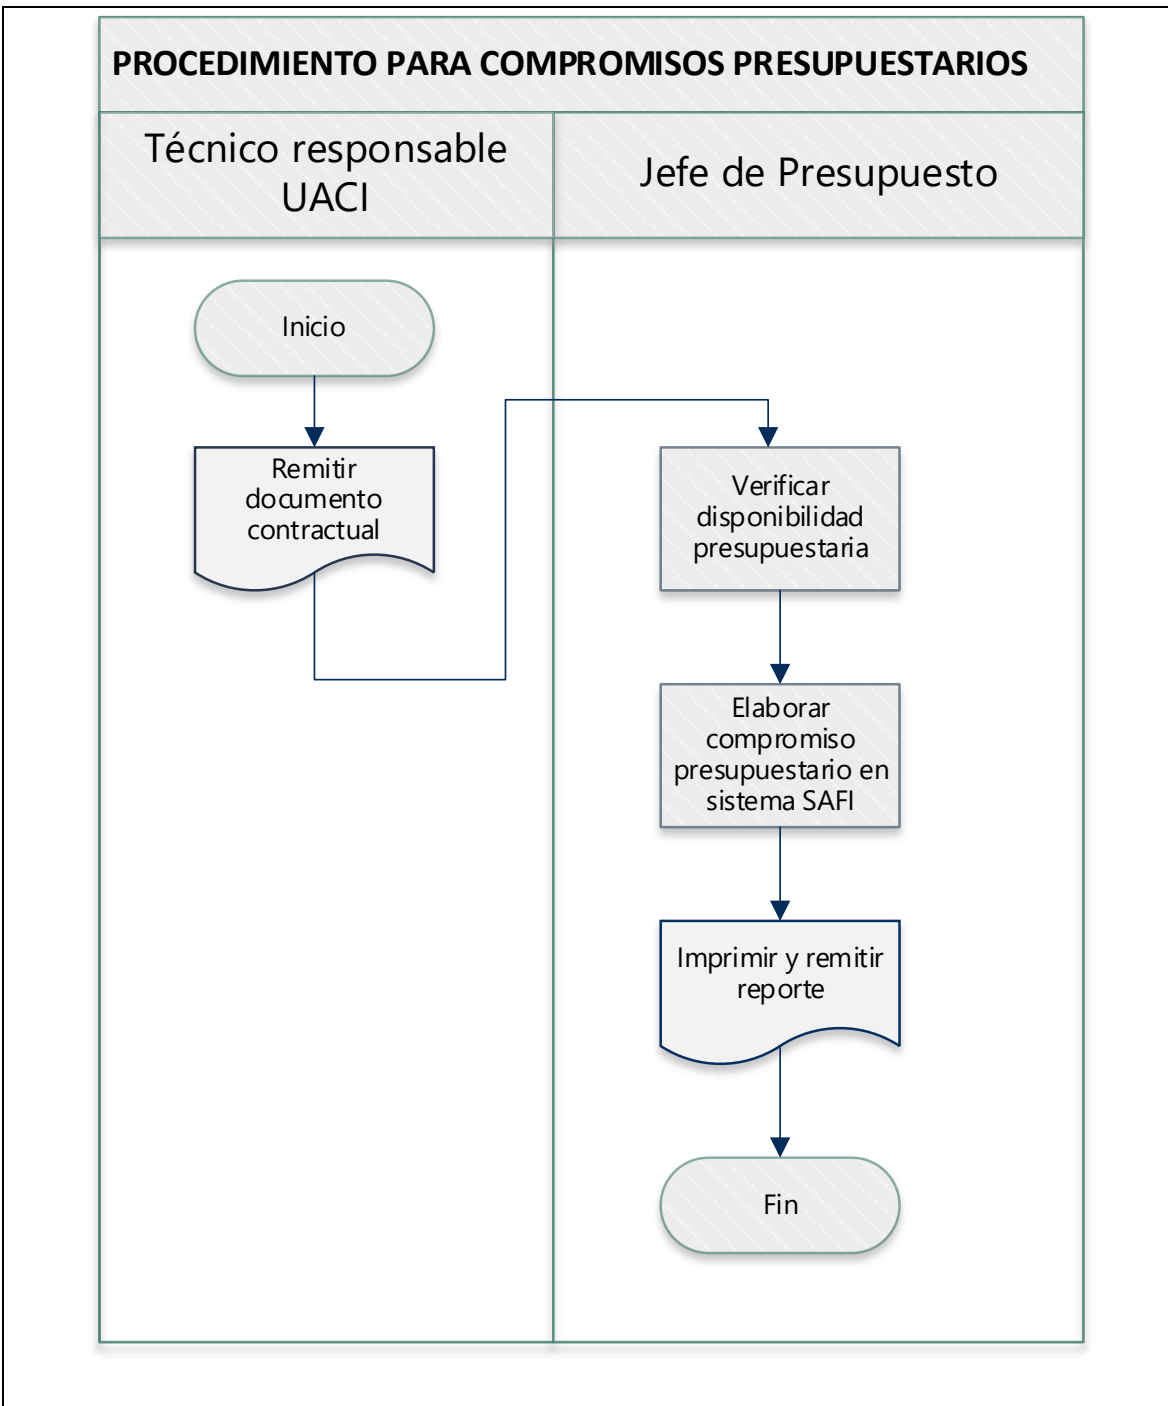 PROCEDIMIENTO PARA COMPROMISOS PRESUPUESTARIOS
Técnico responsable
UACI
Jefe de Presupuesto
Inicio
Remitir
documento
contractual
Verificar
disponibilidad
presupuestaria
Elaborar
compromiso
presupuestario en
sistema SAFI
Imprimir y remitir
reporte
Fin